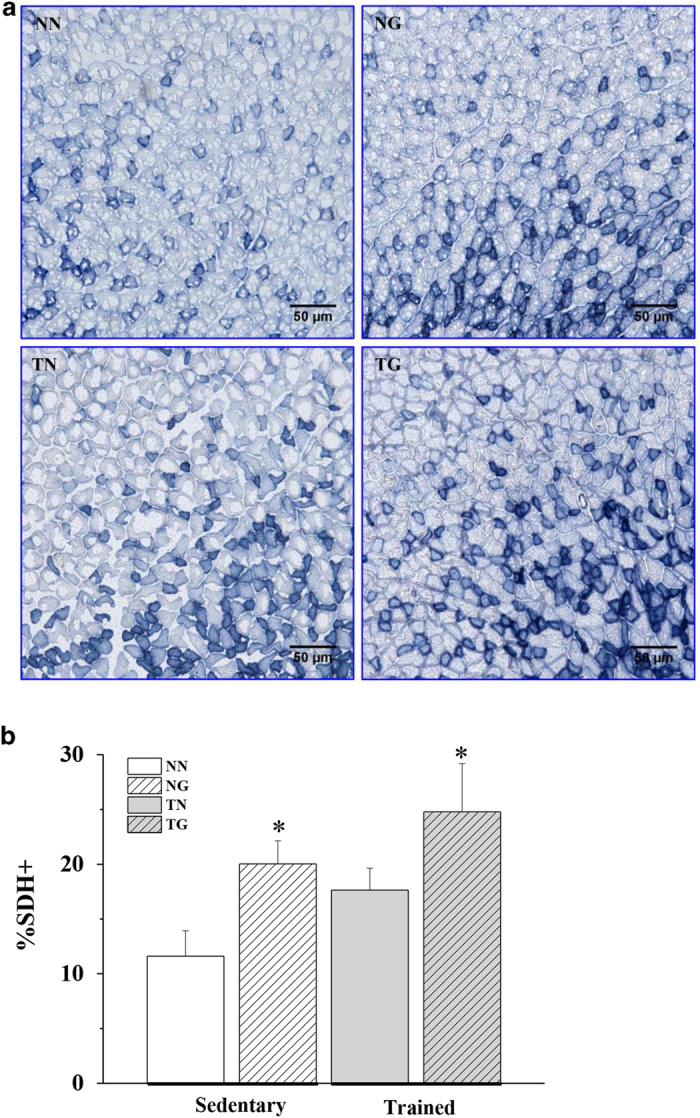 a
NN
50 µm
NG
50 µm
TN
50 µm
TG
50 µm
b
30
20
10
0
%SDH+
NN
NG
TN
TG
*
*
Sedentary
Trained